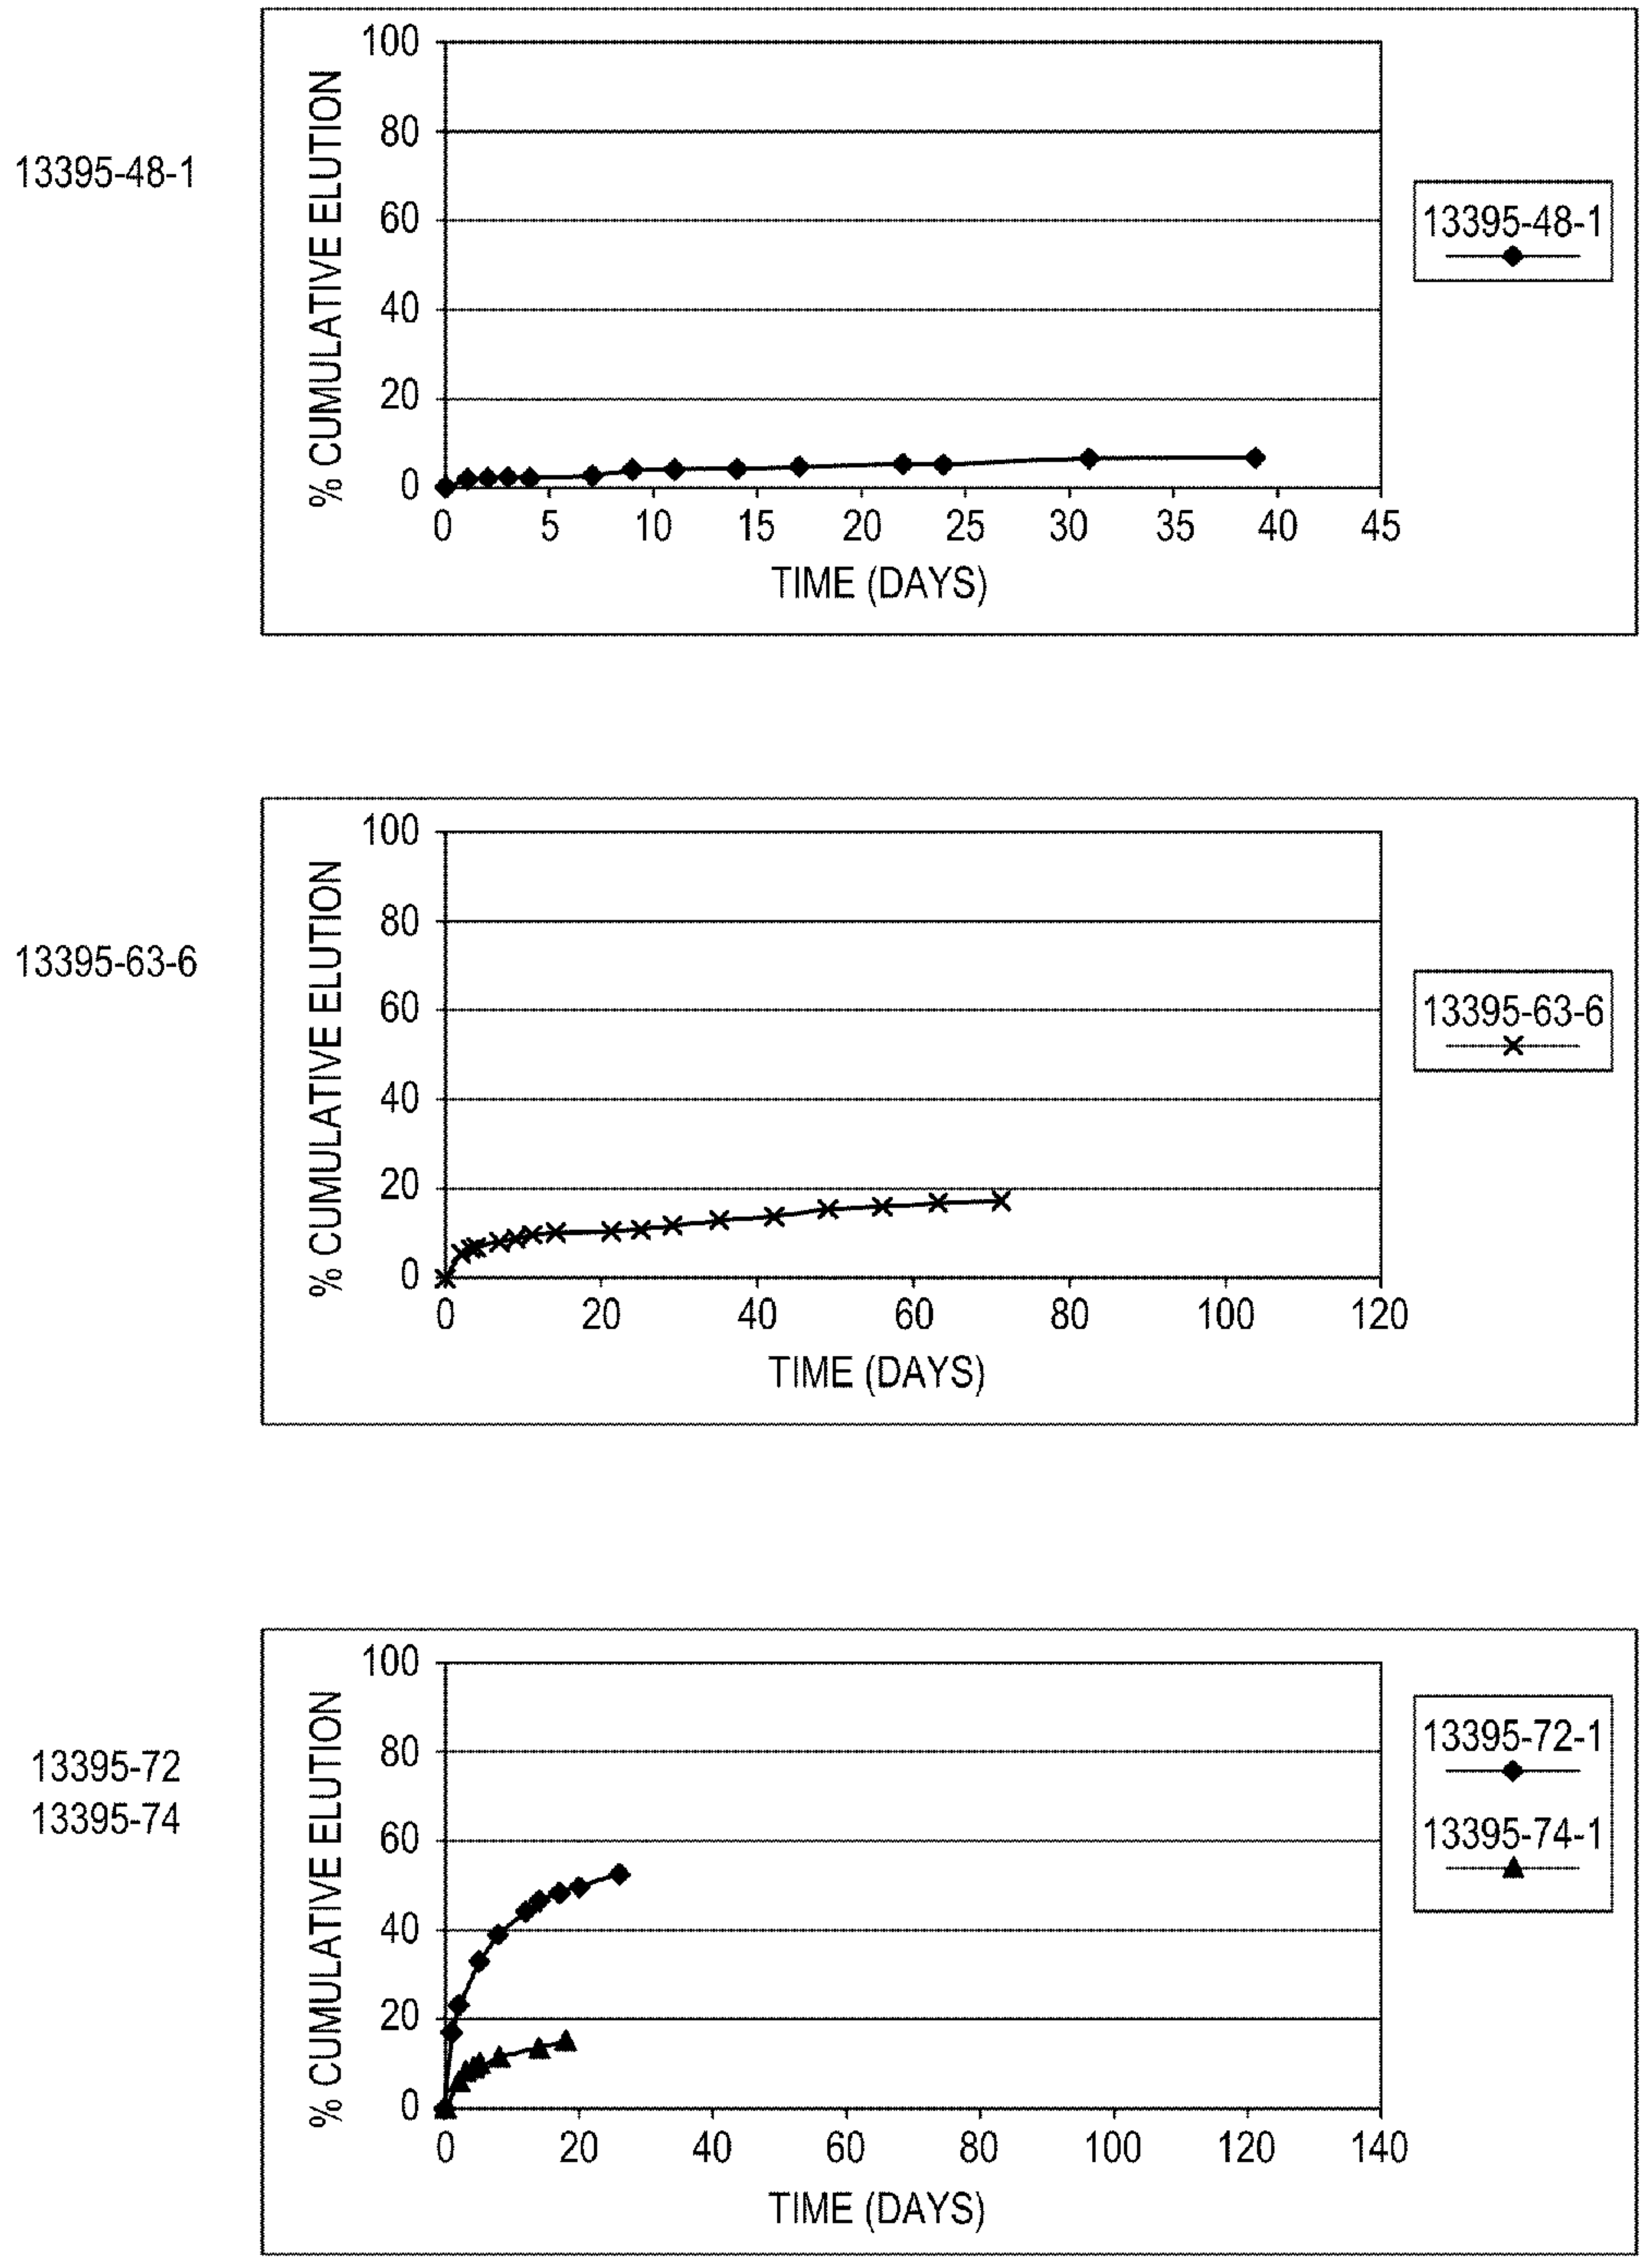 13395-48-1
% CUMULATIVE ELUTION
100
80
60
40
20
0
0 5 10 15 20 25 30 35 40 45
TIME (DAYS)
13395-48-1
13395-63-6
% CUMULATIVE ELUTION
100
80
60
40
20
0
0 20 40 60 80 100 120
TIME (DAYS)
13395-63-6
13395-72
13395-74
% CUMULATIVE ELUTION
100
80
60
40
20
0
0 20 40 60 80 100 120 140
TIME (DAYS)
13395-72-1
13395-74-1